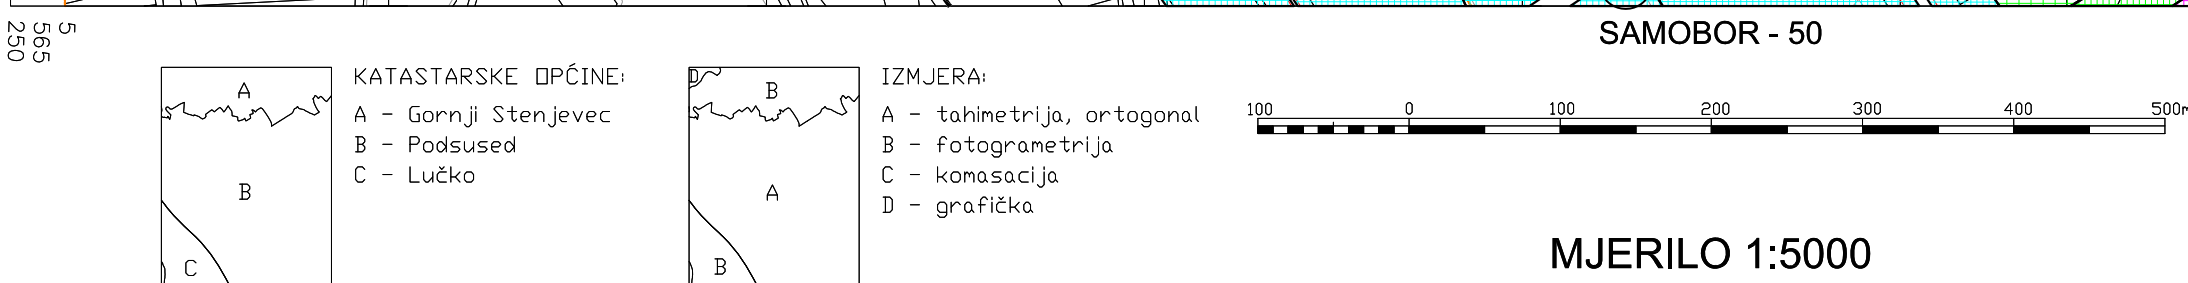 5
565
250
SAMOBOR - 50
KATASTARSKE OPĆINE:
A - Gornji Stenjevec
B - Podsused
C - Lučko
A
B
C
IZMJERA:
A - tahimetrija, ortogonal
B - fotogrametrija
C - komasacija
D - grafička
D
B
A
B
100 0 100 200 300 400 500m
MJERILO 1:5000